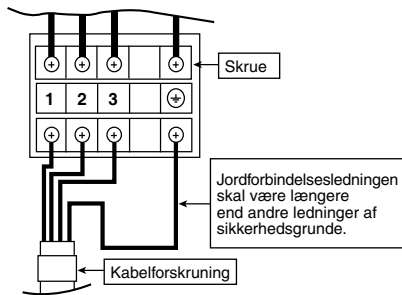 Skrue
1 2 3
Jordforbindelsesledningen
skal være længere
end andre ledninger af
sikkerhedsgrunde.
Kabelforskruning